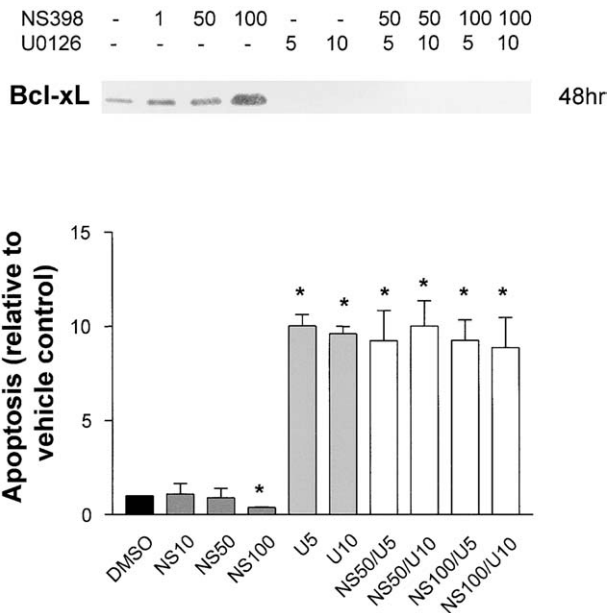 NS398 - 1 50 100 - - 50 50 100 100
U0126 - - - - 5 10 5 10 5 10
Bcl-xL 48hr
Apoptosis (relative to
vehicle control)
15
10
5
0
* * * * * * *
DMSO NS10 NS50 NS100 U5 U10 NS50/U5 NS50/U10 NS100/U5 NS100/U10